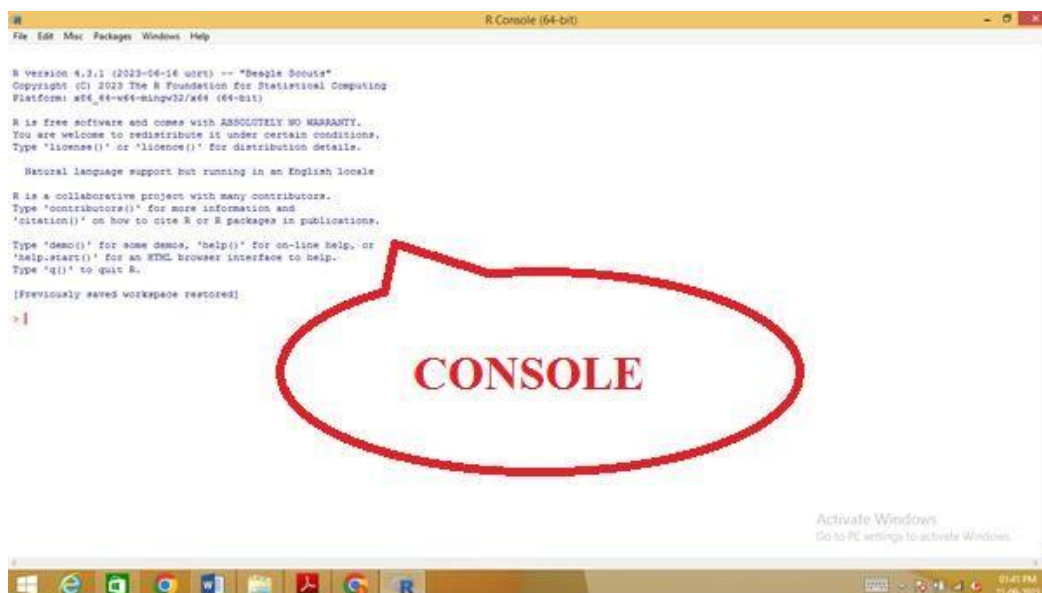 R Console (64-bit)
File Edit Misc Packages Windows Help
R version 4.3.1 (2023-06-16 ucrt) -- "Beagle Scouts"
Copyright (C) 2023 The R Foundation for Statistical Computing
Platform: x86_64-w64-mingw32/x64 (64-bit)
R is free software and comes with ABSOLUTELY NO WARRANTY.
You are welcome to redistribute it under certain conditions.
Type 'license()' or 'licence()' for distribution details.
Natural language support but running in an English locale
R is a collaborative project with many contributors.
Type 'contributors()' for more information and
'citation()' on how to cite R or R packages in publications.
Type 'demo()' for some demos, 'help()' for on-line help, or
'help.start()' for an HTML browser interface to help.
Type 'q()' to quit R.
[Previously saved workspace restored]
>
CONSOLE
Activate Windows
Go to PC settings to activate Windows.
PM